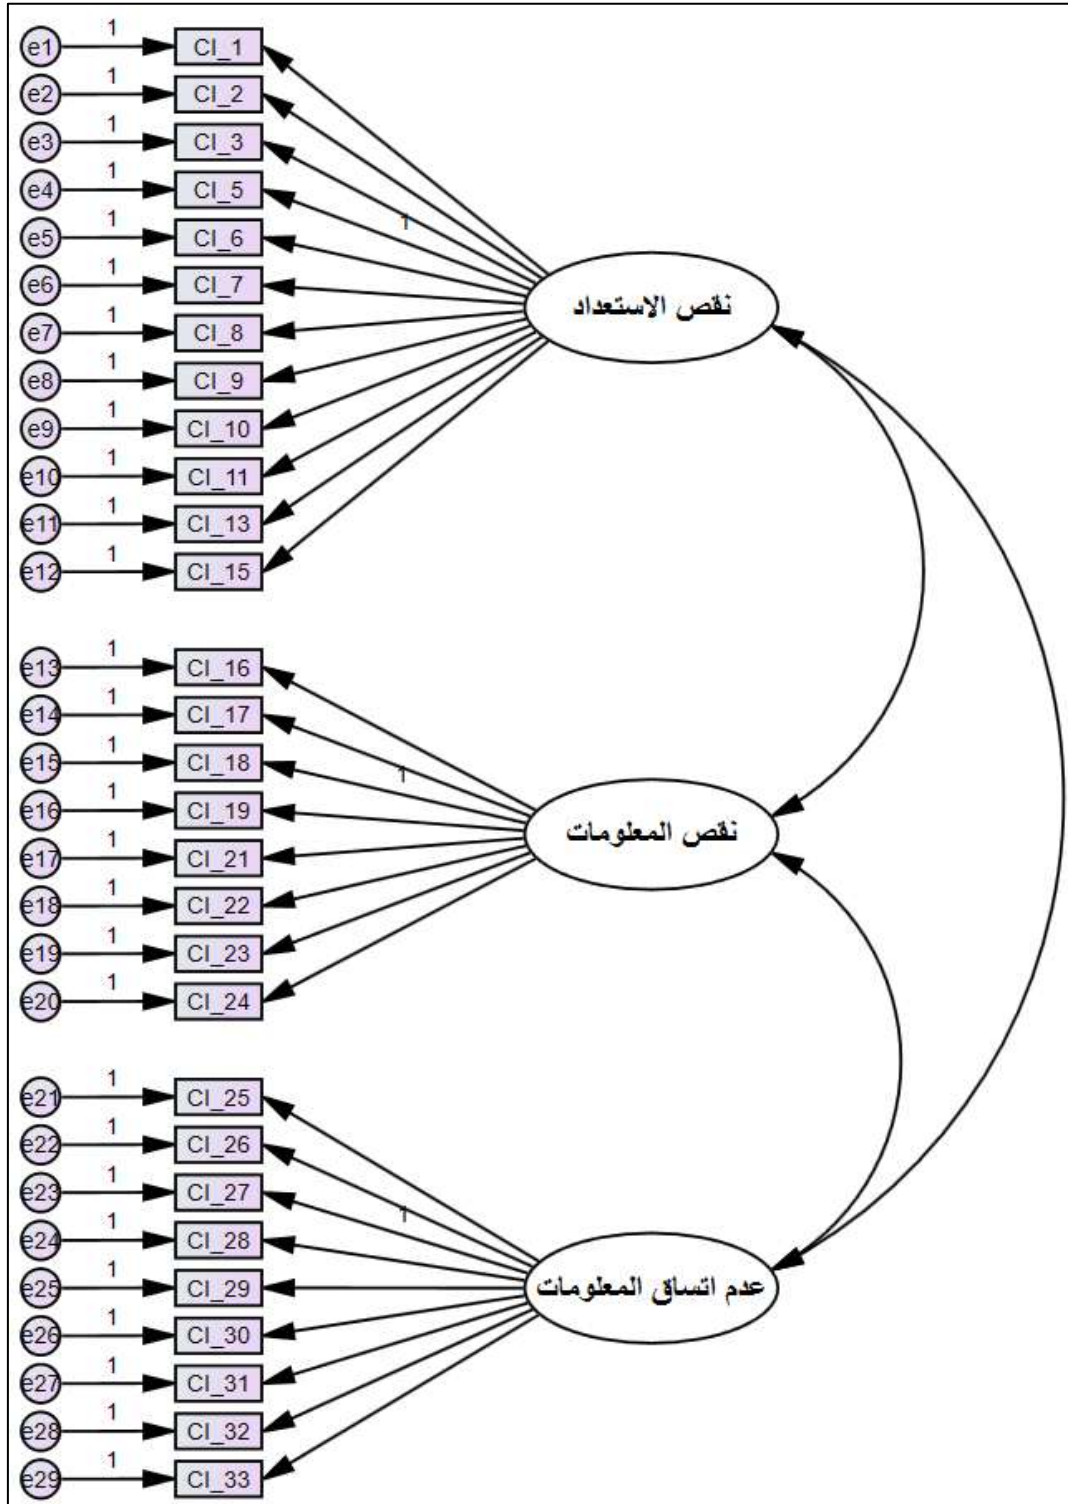 e1 1 CI_1
e2 1 CI_2
e3 1 CI_3
e4 1 CI_5
1
e5 1 CI_6
e6 1 CI_7
نقص الاستعداد
e7 1 CI_8
e8 1 CI_9
e9 1 CI_10
e10 1 CI_11
e11 1 CI_13
e12 1 CI_15
e13 1 CI_16
e14 1 CI_17
e15 1 CI_18
1
e16 1 CI_19
نقص المعلومات
e17 1 CI_21
e18 1 CI_22
e19 1 CI_23
e20 1 CI_24
e21 1 CI_25
e22 1 CI_26
e23 1 CI_27
1
e24 1 CI_28
e25 1 CI_29
عدم اتساق المعلومات
e26 1 CI_30
e27 1 CI_31
e28 1 CI_32
e29 1 CI_33